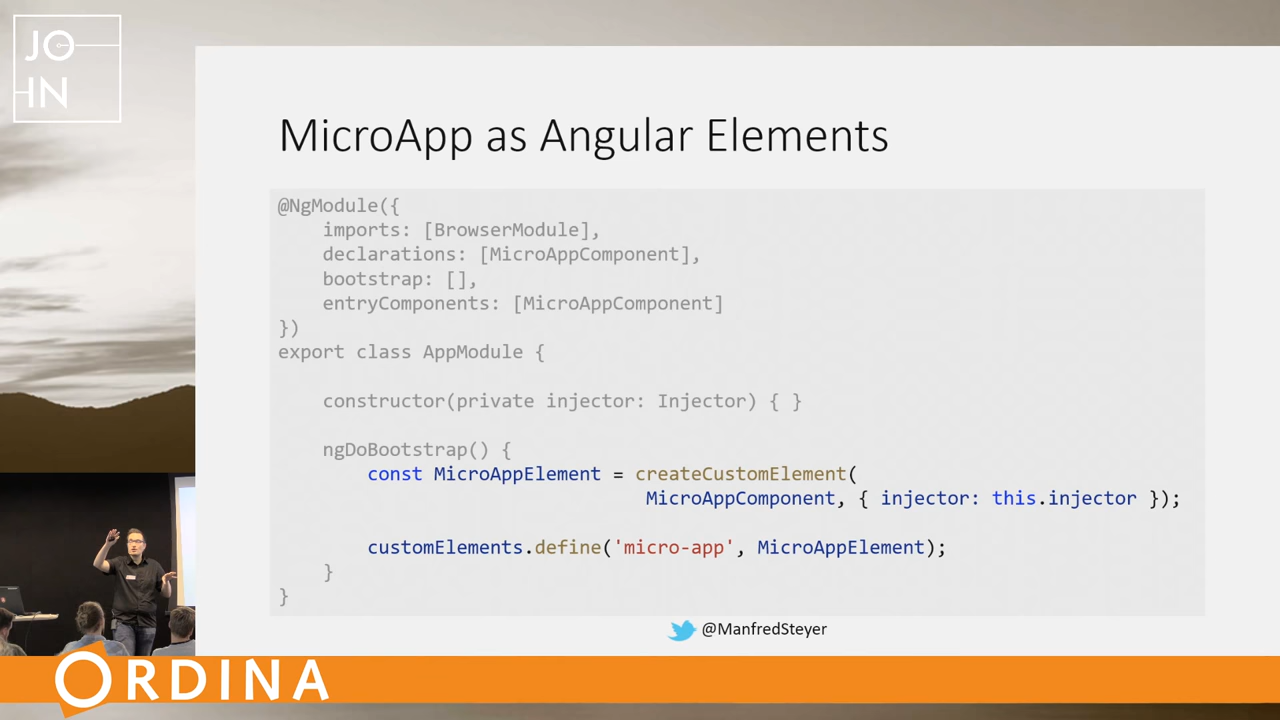 JO
IN
MicroApp as Angular Elements
@NgModule({
imports: [BrowserModule],
declarations: [MicroAppComponent],
bootstrap: [],
entryComponents: [MicroAppComponent]
})
export class AppModule {
constructor(private injector: Injector) { }
ngDoBootstrap() {
const MicroAppElement = createCustomElement(
MicroAppComponent, { injector: this.injector });
customElements.define('micro-app', MicroAppElement);
}
}
@ManfredSteyer
ORDINA